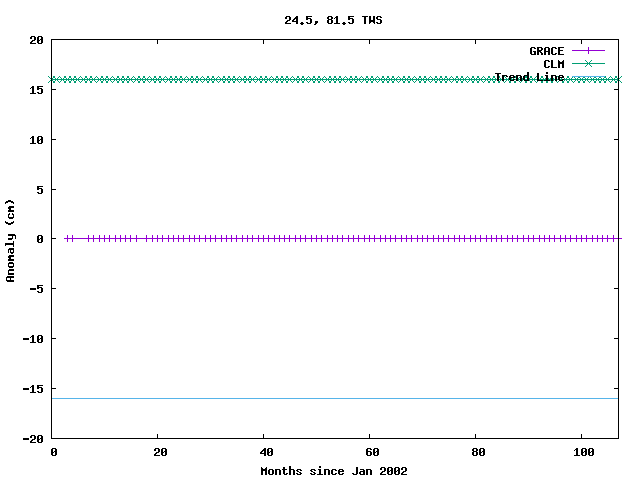 24.5, 81.5 TWS
GRACE
CLM
Trend Line
20
15
10
5
0
-5
-10
-15
-20
Anomaly (cm)
0 20 40 60 80 100
Months since Jan 2002